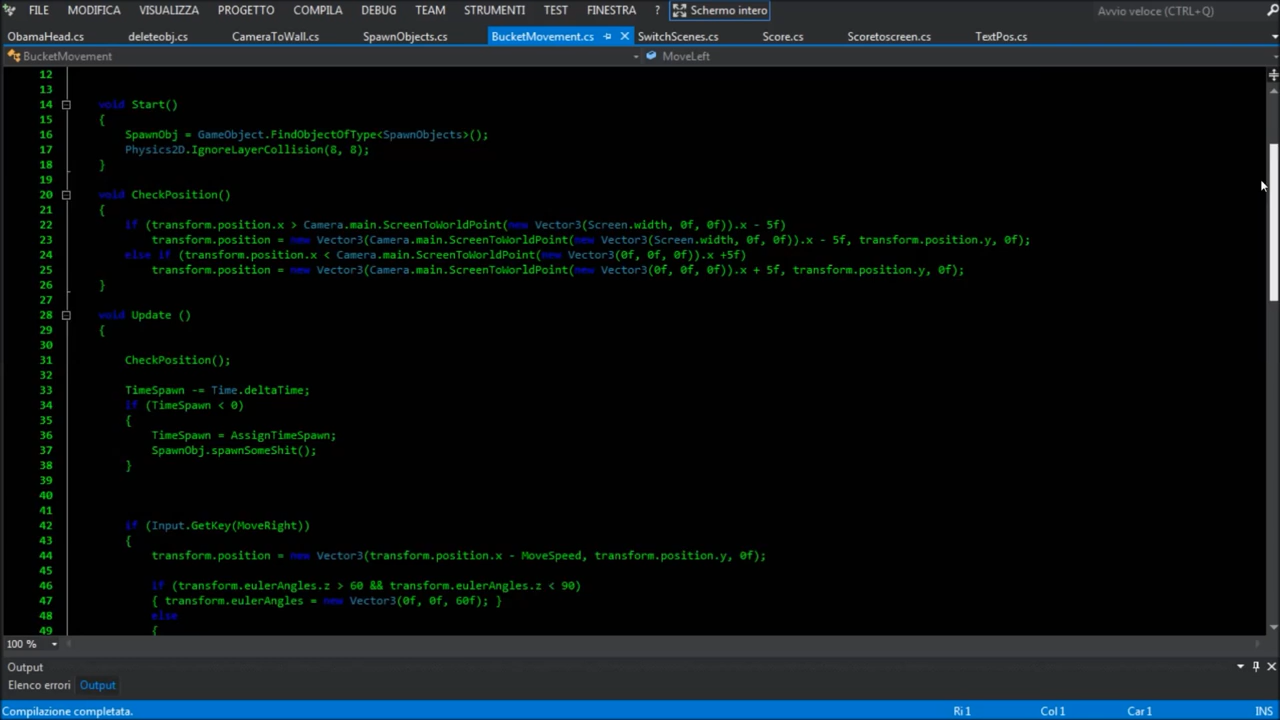 FILE MODIFICA VISUALIZZA PROGETTO COMPILA DEBUG TEAM STRUMENTI TEST FINESTRA ? Schermo intero Avvio veloce (CTRL+Q)
ObamaHead.cs deleteobj.cs CameraToWall.cs SpawnObjects.cs BucketMovement.cs SwitchScenes.cs Score.cs Scoretoscreen.cs TextPos.cs
BucketMovement MoveLeft
12
13
14 void Start()
15 {
16 SpawnObj = GameObject.FindObjectOfType<SpawnObjects>();
17 Physics2D.IgnoreLayerCollision(8, 8);
18 }
19
20 void CheckPosition()
21 {
22 if (transform.position.x > Camera.main.ScreenToWorldPoint(new Vector3(Screen.width, 0f, 0f)).x - 5f)
23 transform.position = new Vector3(Camera.main.ScreenToWorldPoint(new Vector3(Screen.width, 0f, 0f)).x - 5f, transform.position.y, 0f);
24 else if (transform.position.x < Camera.main.ScreenToWorldPoint(new Vector3(0f, 0f, 0f)).x +5f)
25 transform.position = new Vector3(Camera.main.ScreenToWorldPoint(new Vector3(0f, 0f, 0f)).x + 5f, transform.position.y, 0f);
26 }
27
28 void Update ()
29 {
30
31 CheckPosition();
32
33 TimeSpawn -= Time.deltaTime;
34 if (TimeSpawn < 0)
35 {
36 TimeSpawn = AssignTimeSpawn;
37 SpawnObj.spawnSomeShit();
38 }
39
40
41
42 if (Input.GetKey(MoveRight))
43 {
44 transform.position = new Vector3(transform.position.x - MoveSpeed, transform.position.y, 0f);
45
46 if (transform.eulerAngles.z > 60 && transform.eulerAngles.z < 90)
47 { transform.eulerAngles = new Vector3(0f, 0f, 60f); }
48 else
49 {
100 %
Output
Elenco errori Output
Compilazione completata. Ri 1 Col 1 Car 1 INS